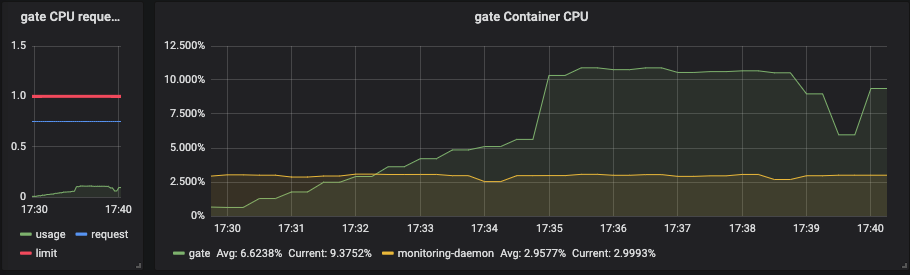 gate CPU reque...
1.5
1.0
0.5
0
17:30 17:40
usage request
limit
gate Container CPU
12.500%
10.000%
7.500%
5.000%
2.500%
0%
17:30 17:31 17:32 17:33 17:34 17:35 17:36 17:37 17:38 17:39 17:40
gate Avg: 6.6238% Current: 9.3752% monitoring-daemon Avg: 2.9577% Current: 2.9993%